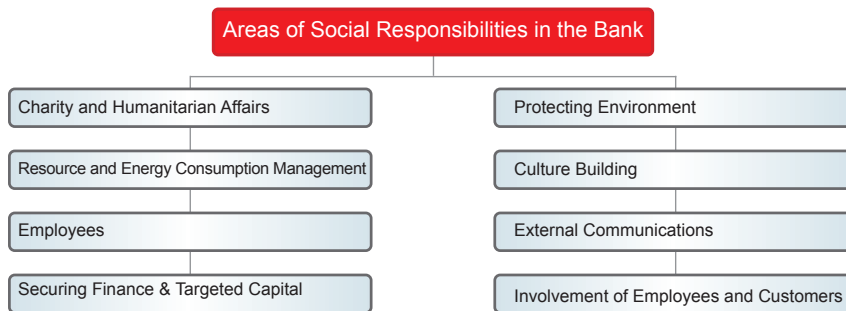 Areas of Social Responsibilities in the Bank
Charity and Humanitarian Affairs
Resource and Energy Consumption Management
Employees
Securing Finance & Targeted Capital
Protecting Environment
Culture Building
External Communications
Involvement of Employees and Customers